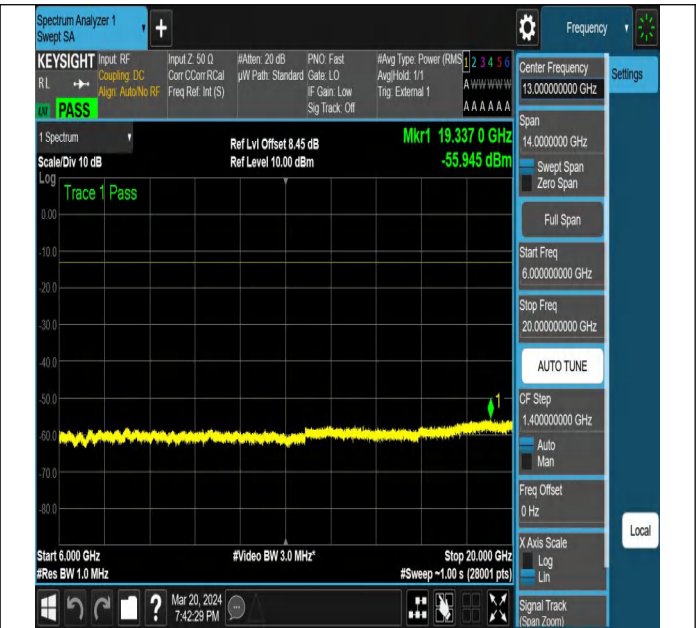 Spectrum Analyzer 1
Swept SA
+
Frequency
KEYSIGHT
RL
PASS
Input: RF
Coupling: DC
Align: Auto/No RF
Input Z: 50 Ω
Corr CCorr RCal
Freq Ref: Int (S)
#Atten: 20 dB
µW Path: Standard
PNO: Fast
Gate: LO
IF Gain: Low
Sig Track: Off
#Avg Type: Power (RMS)
Avg|Hold: 1/1
Trig: External 1
1 2 3 4 5 6
A W W W W W
A A A A A A
1 Spectrum
Scale/Div 10 dB
Ref Lvl Offset 8.45 dB
Ref Level 10.00 dBm
Mkr1 19.337 0 GHz
-55.945 dBm
Log
Trace 1 Pass
0.00
-10.0
-20.0
-30.0
-40.0
-50.0
-60.0
-70.0
-80.0
1
Start 6.000 GHz
#Res BW 1.0 MHz
#Video BW 3.0 MHz*
Stop 20.000 GHz
#Sweep ~1.00 s (28001 pts)
Mar 20, 2024
7:42:29 PM
?
Center Frequency
13.000000000 GHz
Settings
Span
14.0000000 GHz
Swept Span
Zero Span
Full Span
Start Freq
6.000000000 GHz
Stop Freq
20.000000000 GHz
AUTO TUNE
CF Step
1.400000000 GHz
Auto
Man
Freq Offset
0 Hz
X Axis Scale
Log
Lin
Signal Track
(Span Zoom)
Local